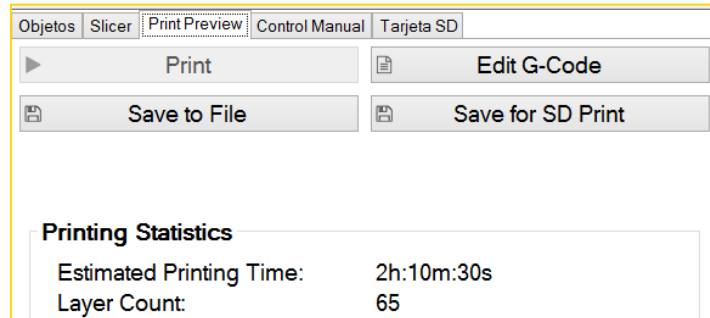 Objetos Slicer Print Preview Control Manual Tarjeta SD
Print Edit G-Code
Save to File Save for SD Print
Printing Statistics
Estimated Printing Time: 2h:10m:30s
Layer Count: 65